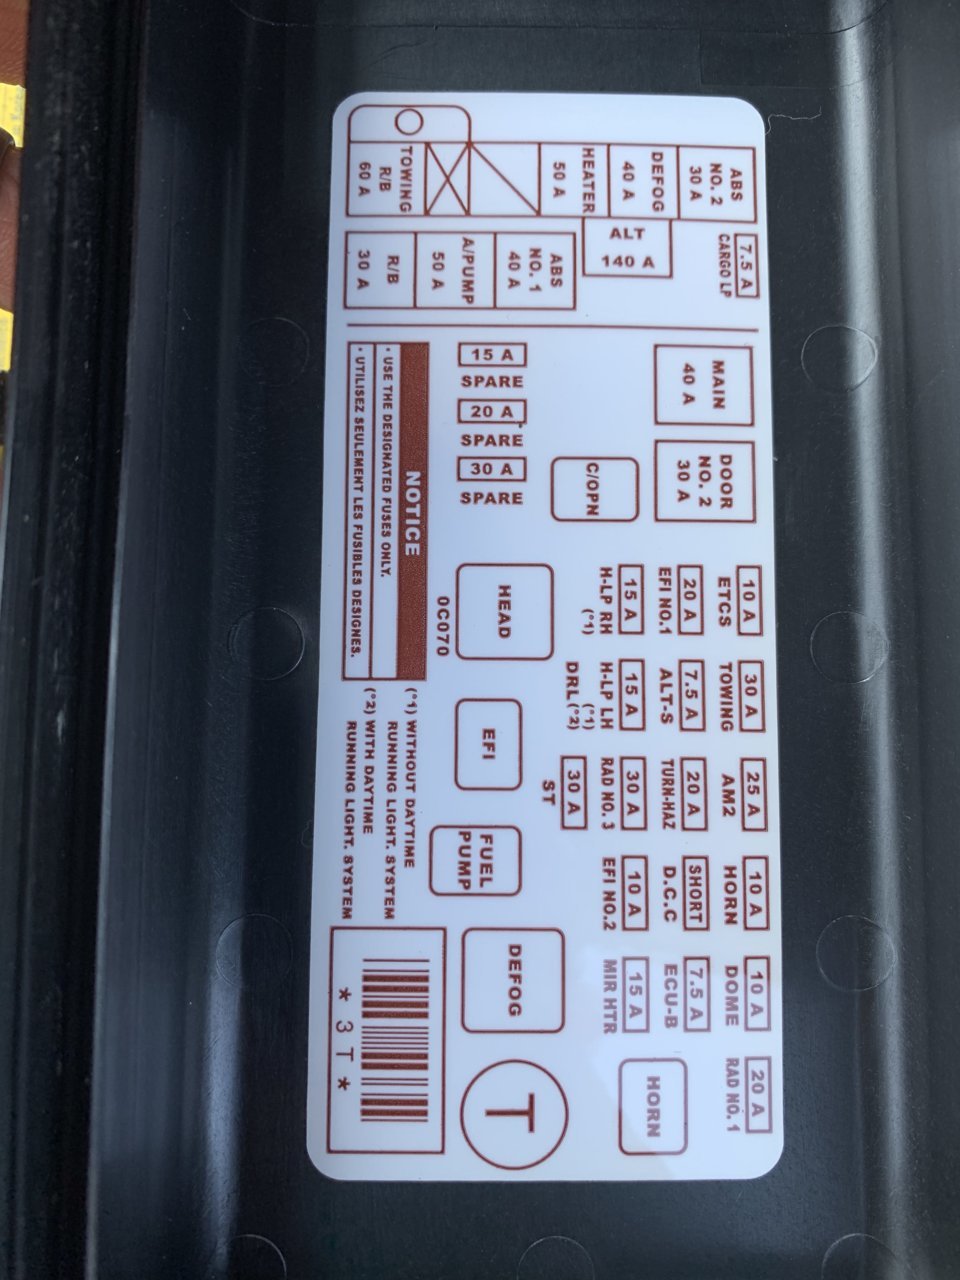 ABS
NO. 2
30 A
7.5 A
CARGO LP
DEFOG
40 A
ALT
140 A
HEATER
50 A
ABS
NO. 1
40 A
A/PUMP
50 A
TOWING
R/B
60 A
R/B
30 A
MAIN
40 A
DOOR
NO. 2
30 A
10 A
ETCS
30 A
TOWING
25 A
AM2
10 A
HORN
10 A
DOME
20 A
RAD NO. 1
20 A
EFI NO.1
7.5 A
ALT-S
20 A
TURN-HAZ
SHORT
D.C.C
7.5 A
ECU-B
15 A
H-LP RH
(*1)
15 A
H-LP LH
(*1)
DRL(*2)
30 A
RAD NO. 3
10 A
EFI NO.2
15 A
MIR HTR
HORN
30 A
ST
C/OPN
15 A
SPARE
20 A
SPARE
30 A
SPARE
HEAD
EFI
FUEL
PUMP
DEFOG
T
0C070
NOTICE
· USE THE DESIGNATED FUSES ONLY.
· UTILISEZ SEULEMENT LES FUSIBLES DESIGNES.
(*1) WITHOUT DAYTIME
RUNNING LIGHT. SYSTEM
(*2) WITH DAYTIME
RUNNING LIGHT. SYSTEM
* 3 T *